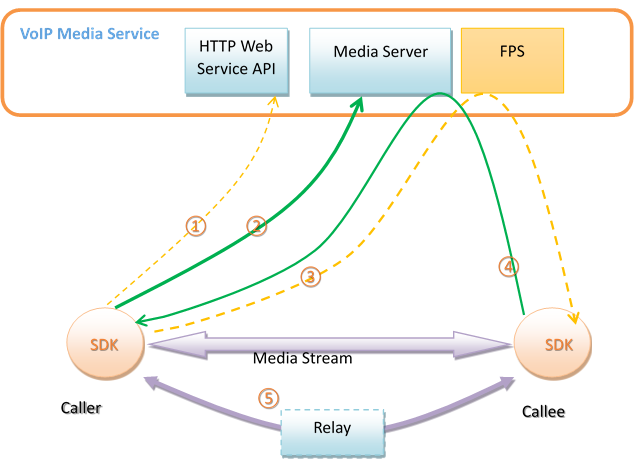 VoIP Media Service
HTTP Web
Service API
Media Server
FPS
①
②
③
④
SDK
SDK
Media Stream
Caller
⑤
Callee
Relay